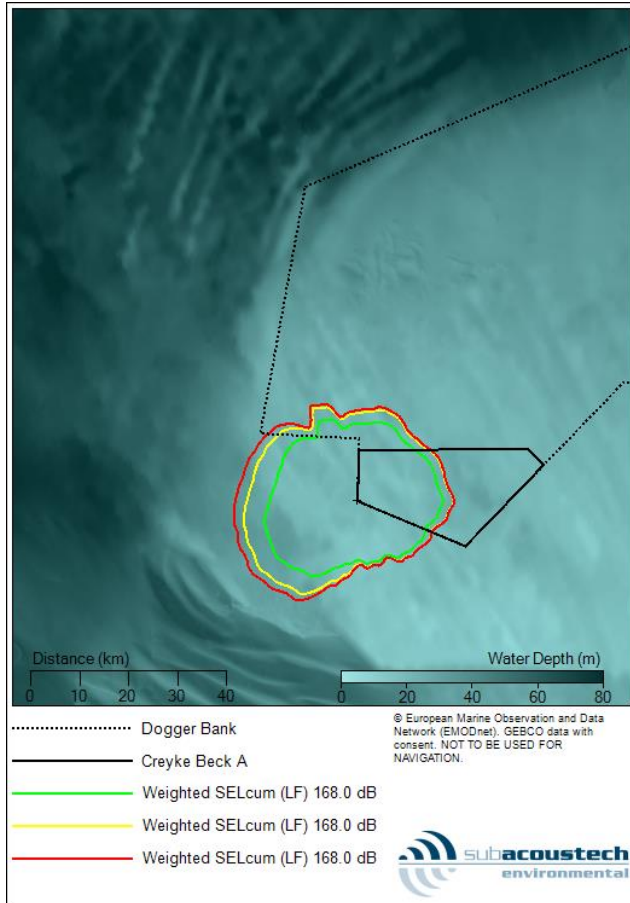 Distance (km)
0 10 20 30 40
Water Depth (m)
0 20 40 60 80
Dogger Bank
Creyke Beck A
Weighted SELcum (LF) 168.0 dB
Weighted SELcum (LF) 168.0 dB
Weighted SELcum (LF) 168.0 dB
© European Marine Observation and Data
Network (EMODnet). GEBCO data with
consent. NOT TO BE USED FOR
NAVIGATION.
subacoustech
environmental